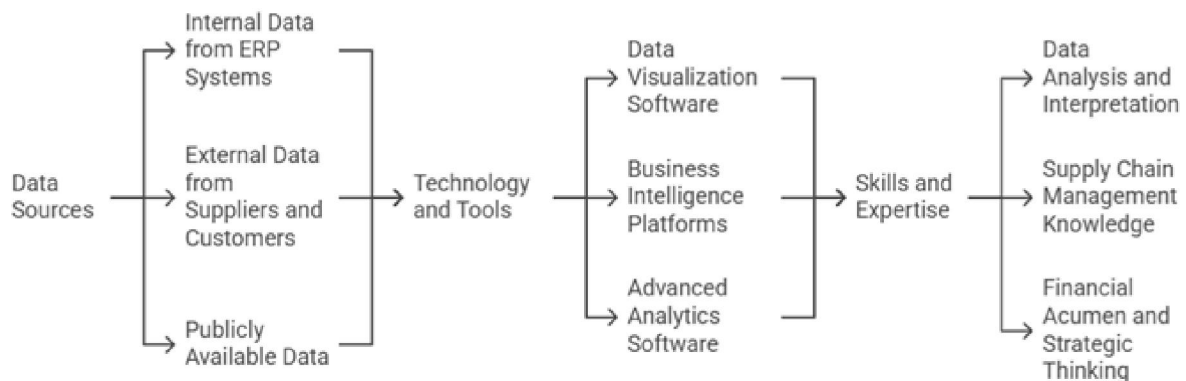 Data
Sources
Internal Data
from ERP
Systems
External Data
from
Suppliers and
Customers
Publicly
Available Data
Technology
and Tools
Data
Visualization
Software
Business
Intelligence
Platforms
Advanced
Analytics
Software
Skills and
Expertise
Data
Analysis and
Interpretation
Supply Chain
Management
Knowledge
Financial
Acumen and
Strategic
Thinking